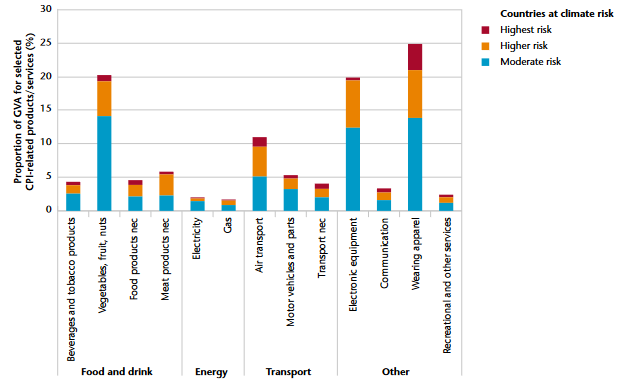 30
25
20
15
10
5
0
Proportion of GVA for selected
CPI-related products/services (%)
Countries at climate risk
Highest risk
Higher risk
Moderate risk
Beverages and tobacco products
Vegetables, fruit, nuts
Food products nec
Meat products nec
Electricity
Gas
Air transport
Motor vehicles and parts
Transport nec
Electronic equipment
Communication
Wearing apparel
Recreational and other services
Food and drink
Energy
Transport
Other